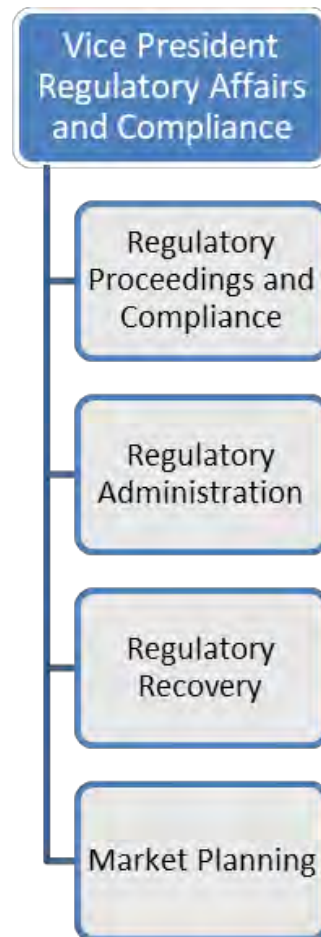 Vice President
Regulatory Affairs
and Compliance
Regulatory
Proceedings and
Compliance
Regulatory
Administration
Regulatory
Recovery
Market Planning